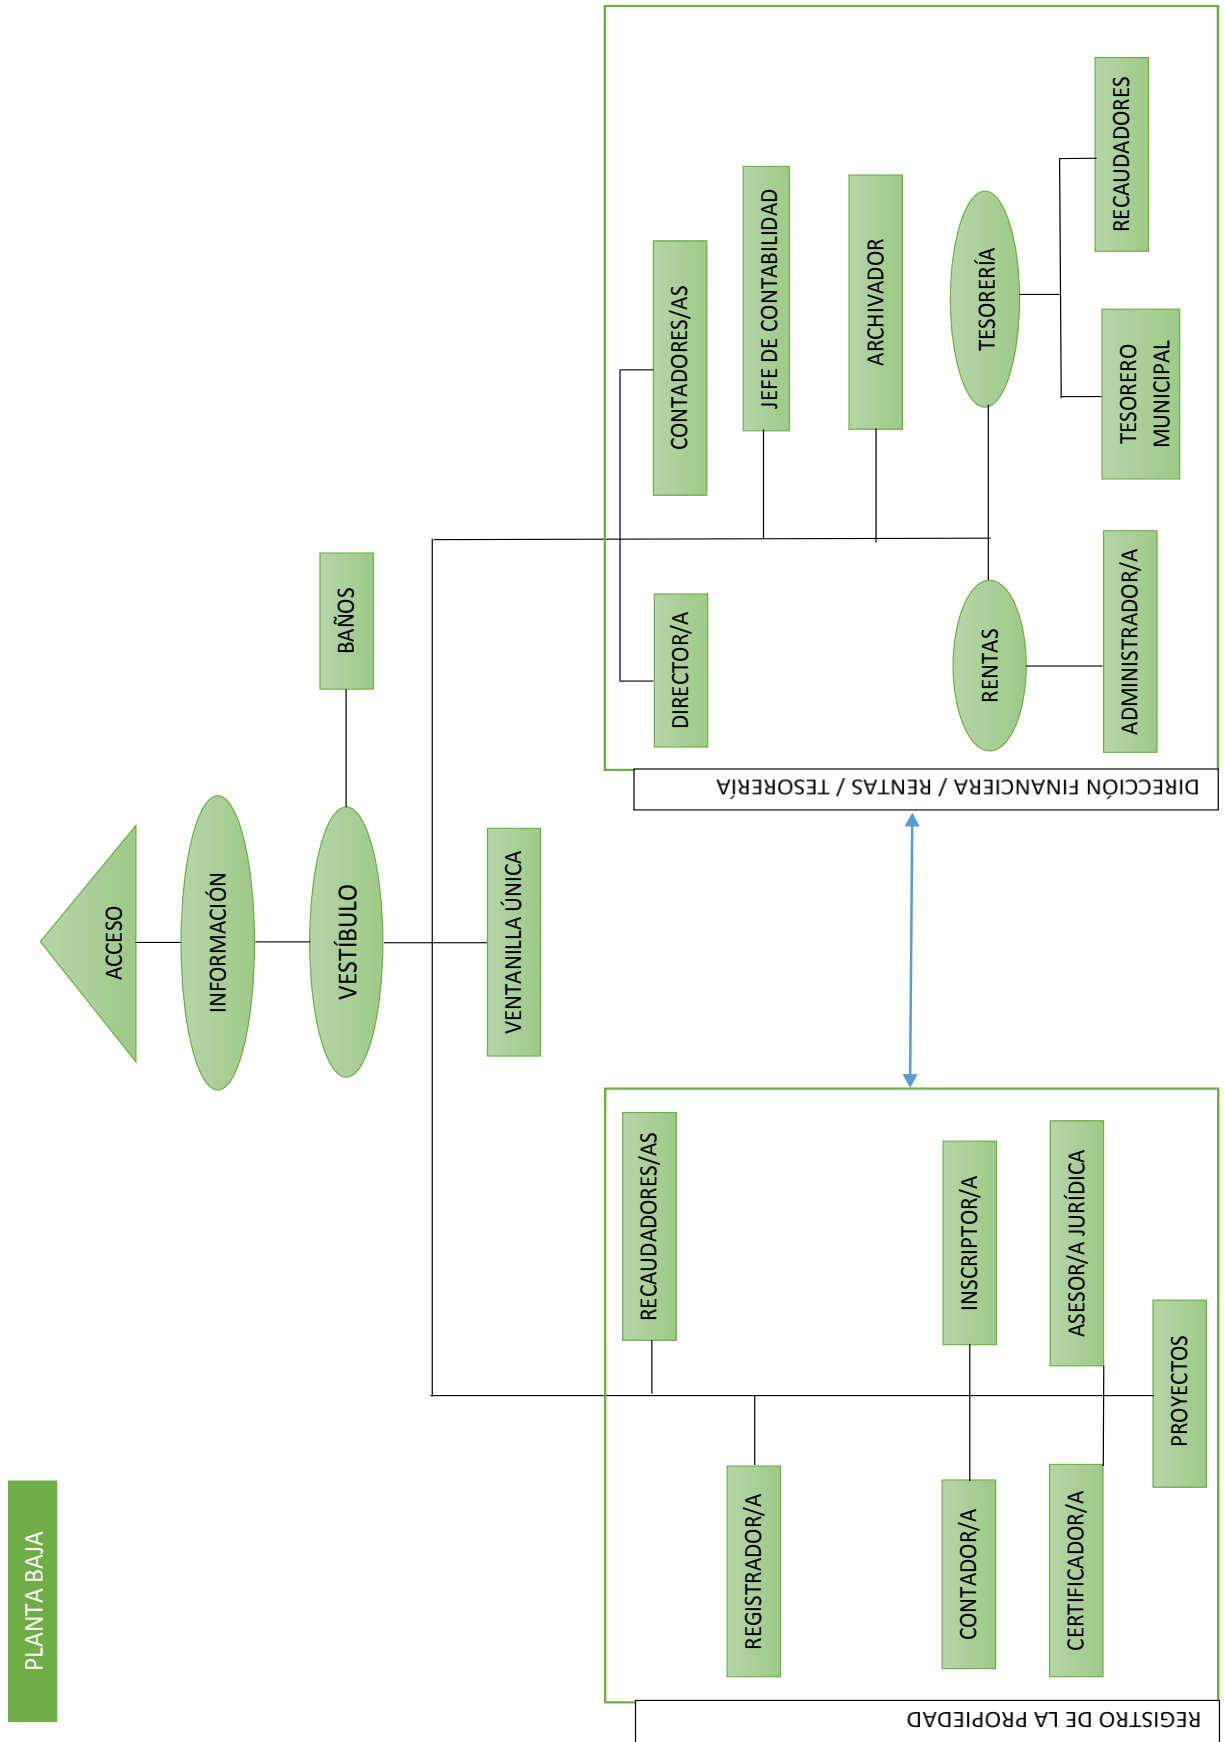 PLANTA BAJA
ACCESO
INFORMACIÓN
VESTÍBULO
BAÑOS
VENTANILLA ÚNICA
REGISTRO DE LA PROPIEDAD
RECAUDADORES/AS
REGISTRADOR/A
CONTADOR/A
INSCRIPTOR/A
CERTIFICADOR/A
ASESOR/A JURÍDICA
PROYECTOS
DIRECCIÓN FINANCIERA / RENTAS / TESORERÍA
DIRECTOR/A
CONTADORES/AS
JEFE DE CONTABILIDAD
ARCHIVADOR
RENTAS
TESORERÍA
ADMINISTRADOR/A
TESORERO
MUNICIPAL
RECAUDADORES